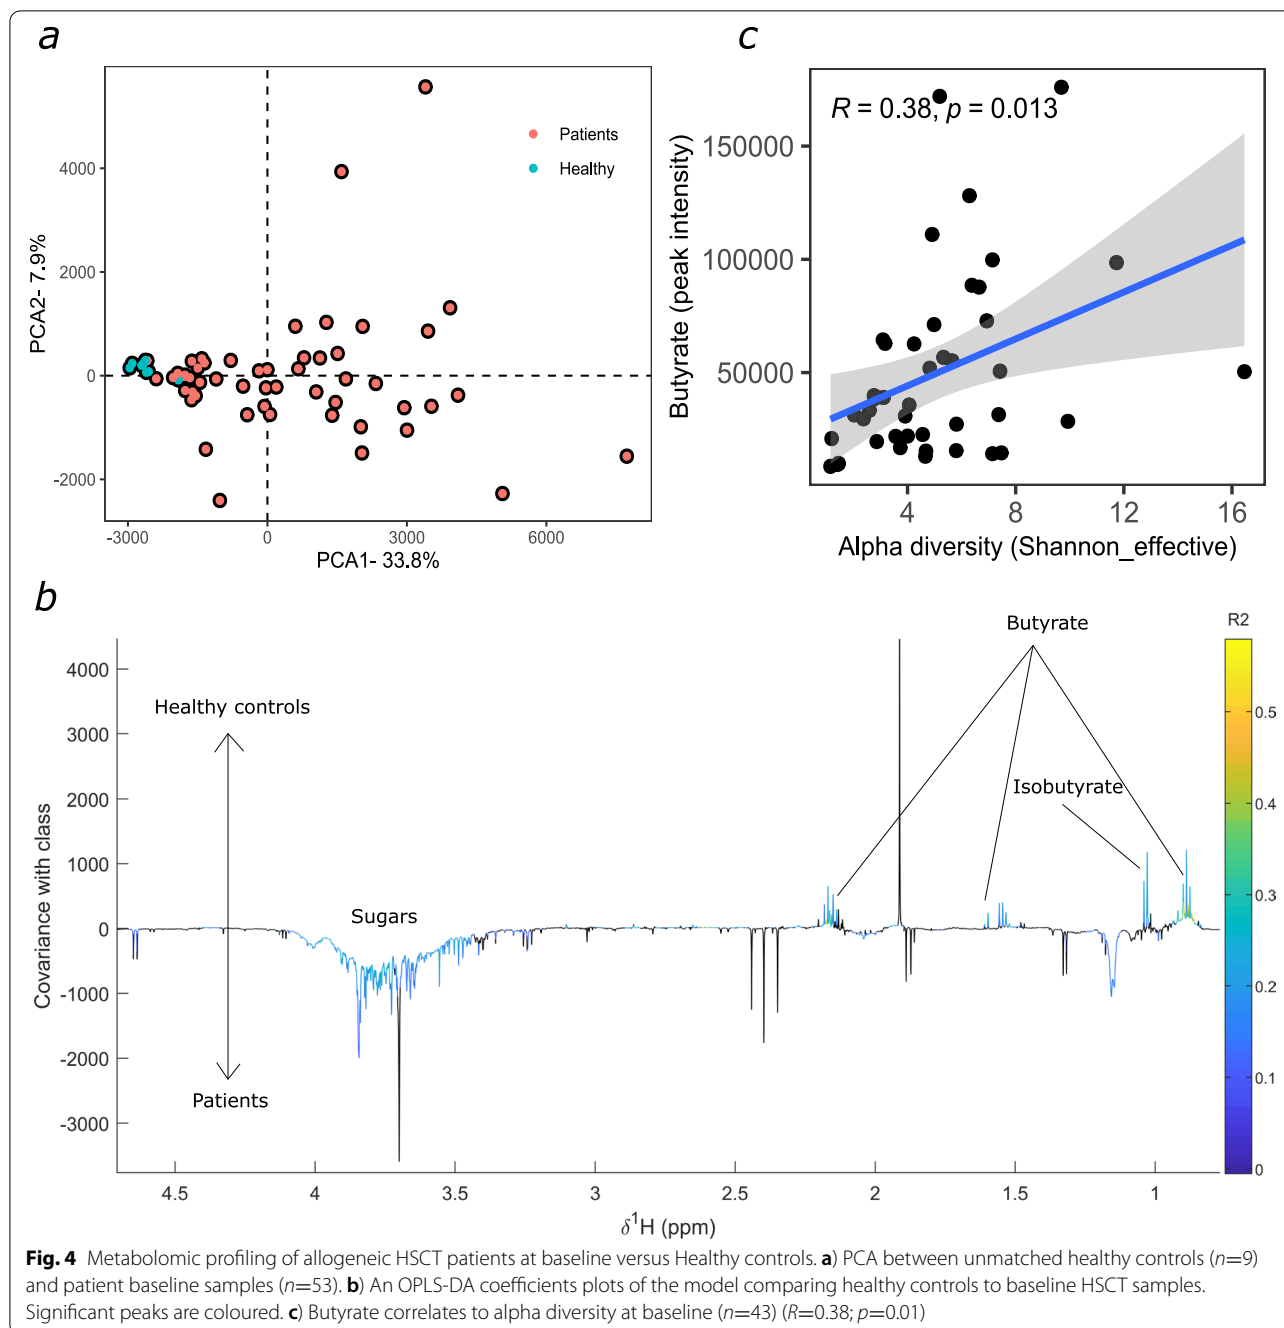 a
4000
2000
0
-2000
-3000
0
3000
6000
PCA2- 7.9%
PCA1- 33.8%
Patients
Healthy
c
R = 0.38, p = 0.013
150000
100000
50000
4
8
12
16
Butyrate (peak intensity)
Alpha diversity (Shannon_effective)
b
Butyrate
Isobutyrate
Healthy controls
Sugars
Patients
4000
3000
2000
1000
0
-1000
-2000
-3000
Covariance with class
4.5
4
3.5
3
2.5
2
1.5
1
δ¹H (ppm)
R2
0.5
0.4
0.3
0.2
0.1
0
Fig. 4 Metabolomic profiling of allogeneic HSCT patients at baseline versus Healthy controls. a) PCA between unmatched healthy controls (n=9)
and patient baseline samples (n=53). b) An OPLS-DA coefficients plots of the model comparing healthy controls to baseline HSCT samples.
Significant peaks are coloured. c) Butyrate correlates to alpha diversity at baseline (n=43) (R=0.38; p=0.01)